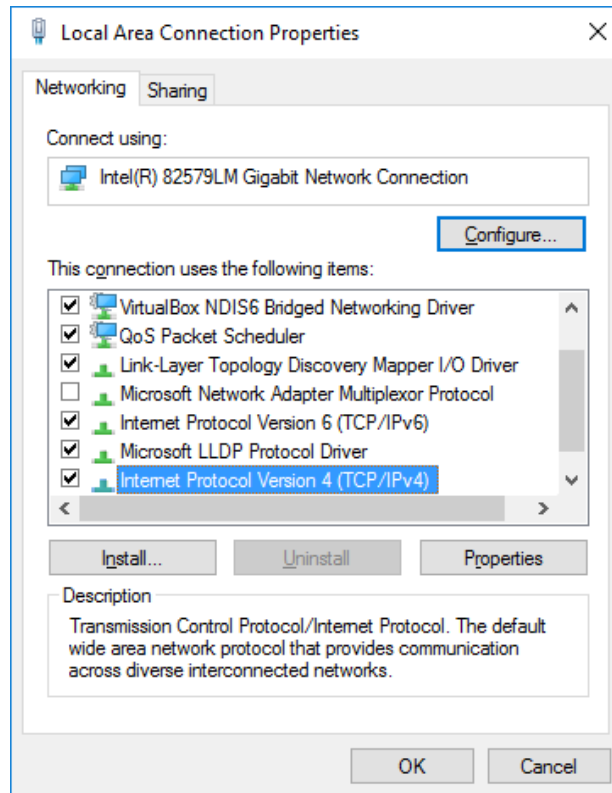 Local Area Connection Properties
Networking
Sharing
Connect using:
Intel(R) 82579LM Gigabit Network Connection
Configure...
This connection uses the following items:
VirtualBox NDIS6 Bridged Networking Driver
QoS Packet Scheduler
Link-Layer Topology Discovery Mapper I/O Driver
Microsoft Network Adapter Multiplexor Protocol
Internet Protocol Version 6 (TCP/IPv6)
Microsoft LLDP Protocol Driver
Internet Protocol Version 4 (TCP/IPv4)
Install...
Uninstall
Properties
Description
Transmission Control Protocol/Internet Protocol. The default
wide area network protocol that provides communication
across diverse interconnected networks.
OK
Cancel